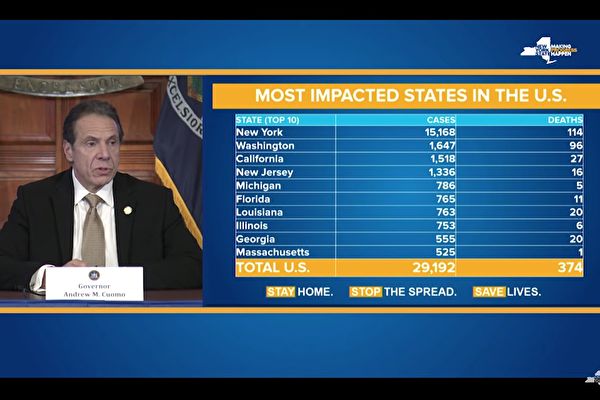 NEW YORK STATE
MAKING PROGRESS HAPPEN
EXCELSIOR
MOST IMPACTED STATES IN THE U.S.
STATE (TOP 10) CASES DEATHS
New York 15,168 114
Washington 1,647 96
California 1,518 27
New Jersey 1,336 16
Michigan 786 5
Florida 765 11
Louisiana 763 20
Illinois 753 6
Georgia 555 20
Massachusetts 525 1
TOTAL U.S. 29,192 374
STAY HOME. STOP THE SPREAD. SAVE LIVES.
Governor
Andrew M. Cuomo